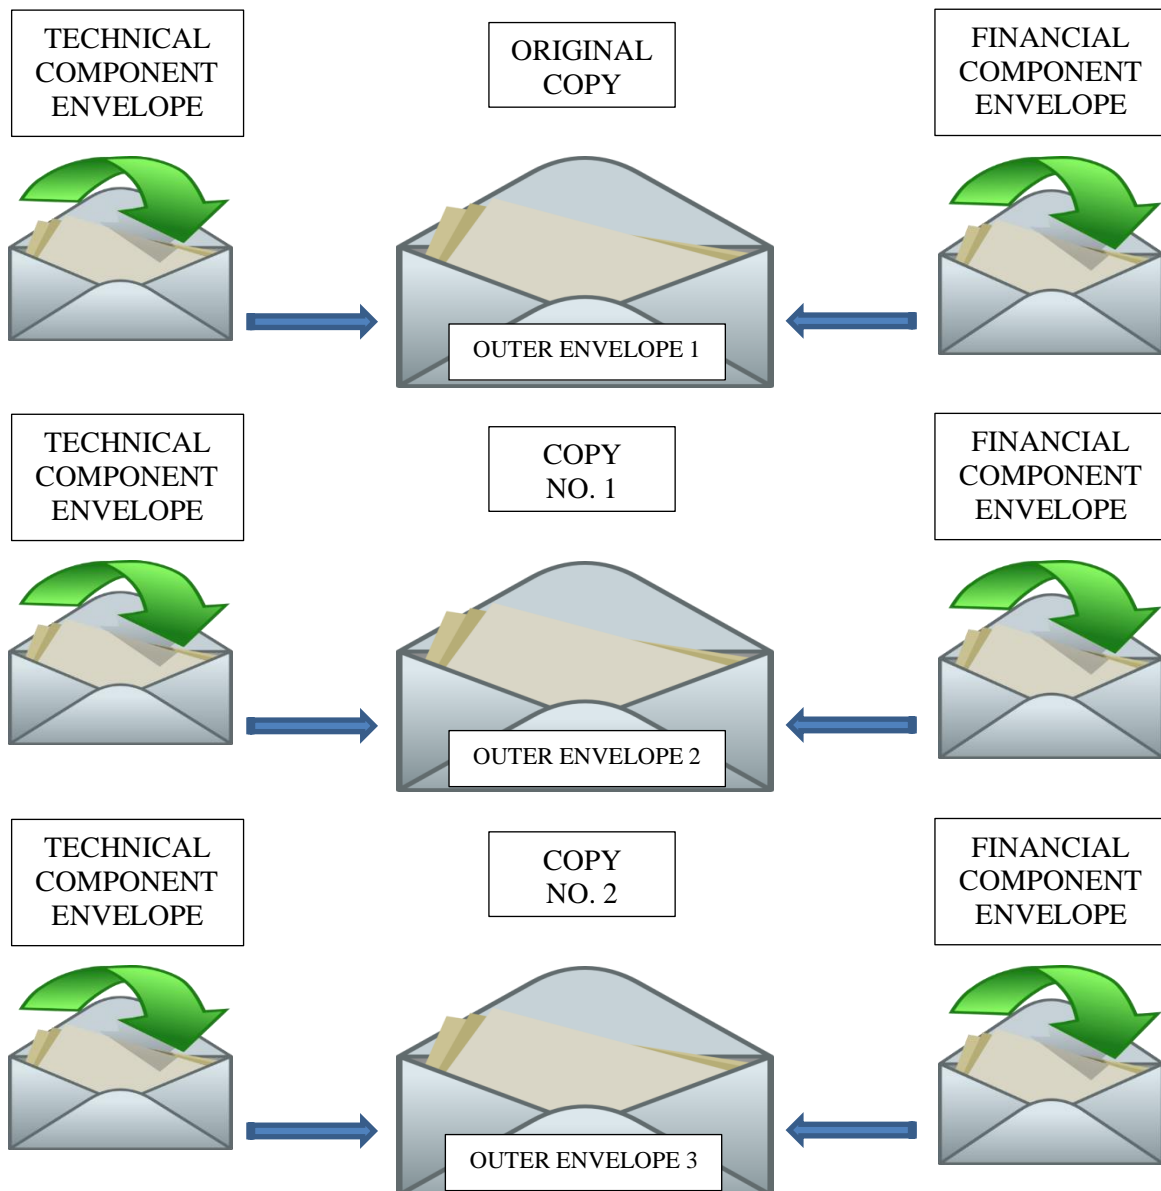 TECHNICAL
COMPONENT
ENVELOPE
ORIGINAL
COPY
FINANCIAL
COMPONENT
ENVELOPE
OUTER ENVELOPE 1
TECHNICAL
COMPONENT
ENVELOPE
COPY
NO. 1
FINANCIAL
COMPONENT
ENVELOPE
OUTER ENVELOPE 2
TECHNICAL
COMPONENT
ENVELOPE
COPY
NO. 2
FINANCIAL
COMPONENT
ENVELOPE
OUTER ENVELOPE 3